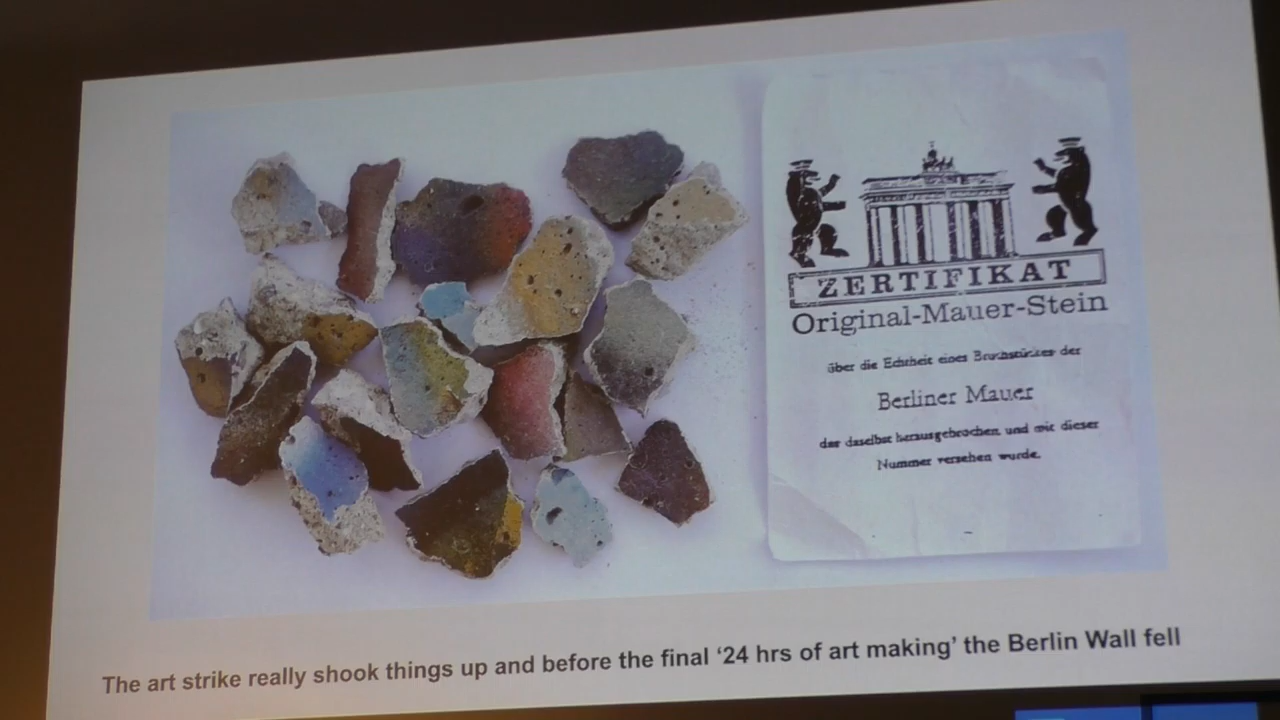 ZERTIFIKAT
Original-Mauer-Stein
über die Echtheit eines Bruchstückes der
Berliner Mauer
der daselbst herausgebrochen und mit dieser
Nummer versehen wurde.
The art strike really shook things up and before the final ‘24 hrs of art making’ the Berlin Wall fell